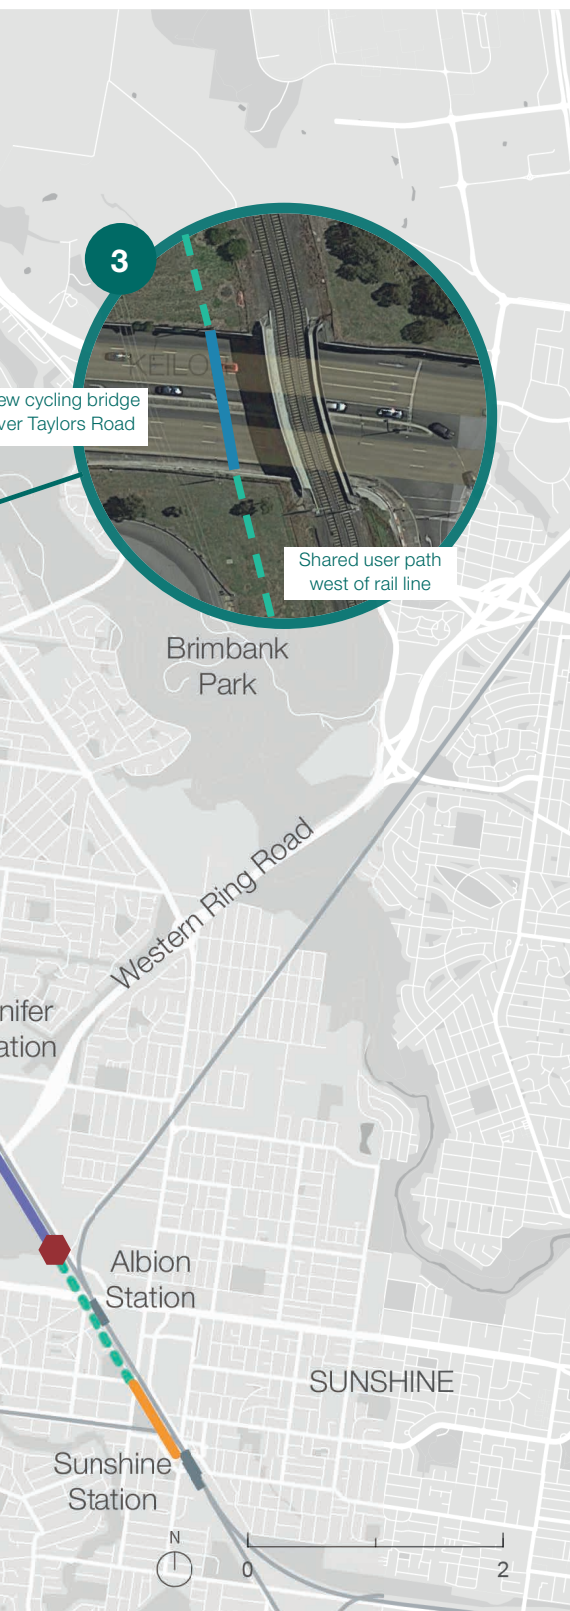 3
KEILO
ew cycling bridge
ver Taylors Road
Shared user path
west of rail line
Brimbank
Park
Western Ring Road
nifer
ation
Albion
Station
SUNSHINE
Sunshine
Station
N
0
2